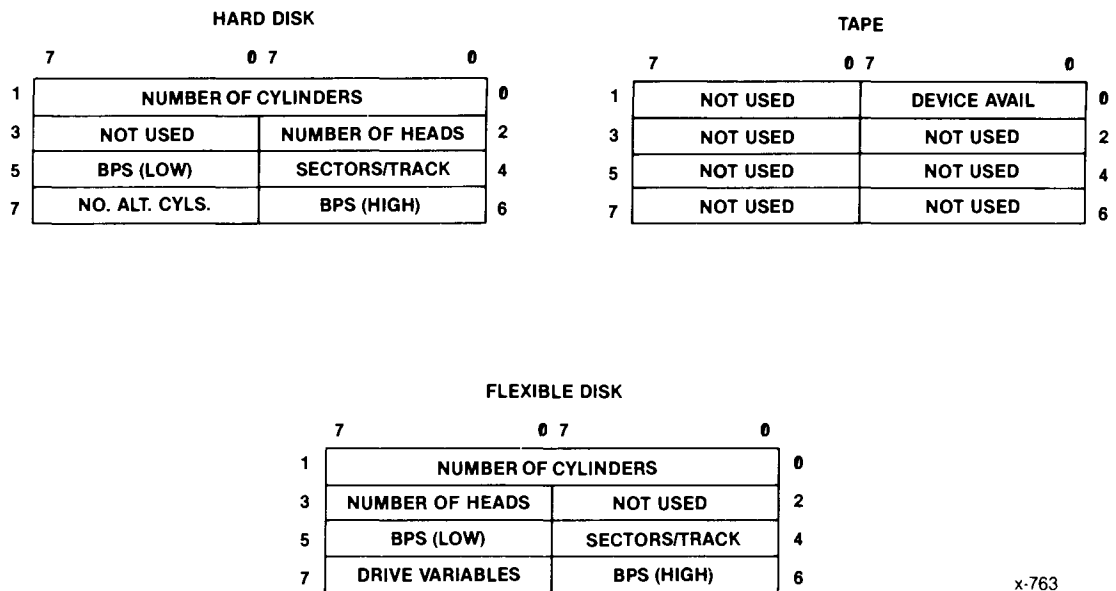 HARD DISK
7 0 7 0
1 NUMBER OF CYLINDERS 0
3 NOT USED NUMBER OF HEADS 2
5 BPS (LOW) SECTORS/TRACK 4
7 NO. ALT. CYLS. BPS (HIGH) 6
TAPE
7 0 7 0
1 NOT USED DEVICE AVAIL 0
3 NOT USED NOT USED 2
5 NOT USED NOT USED 4
7 NOT USED NOT USED 6
FLEXIBLE DISK
7 0 7 0
1 NUMBER OF CYLINDERS 0
3 NUMBER OF HEADS NOT USED 2
5 BPS (LOW) SECTORS/TRACK 4
7 DRIVE VARIABLES BPS (HIGH) 6
x-763